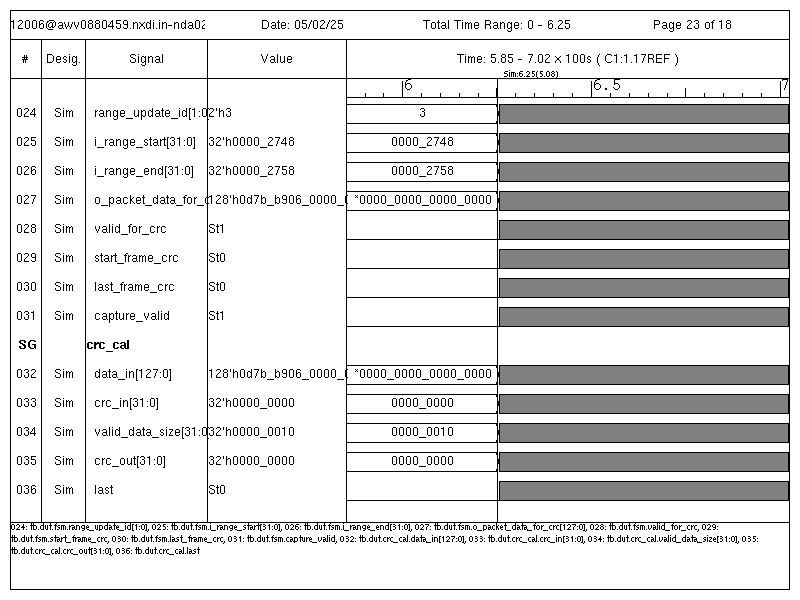 12006@awv0880459.nxdi.in-nda02 Date: 05/02/25 Total Time Range: 0 - 6.25 Page 23 of 18
# Desig. Signal Value Time: 5.85 - 7.02 x 100s ( C1:1.17REF )
Sim:6.25(5.08)
6 6.5 7
024 Sim range_update_id[1:0 2'h3 3
025 Sim i_range_start[31:0] 32'h0000_2748 0000_2748
026 Sim i_range_end[31:0] 32'h0000_2758 0000_2758
027 Sim o_packet_data_for_c 128'h0d7b_b906_0000_( *0000_0000_0000_0000
028 Sim valid_for_crc St1
029 Sim start_frame_crc St0
030 Sim last_frame_crc St0
031 Sim capture_valid St1
SG crc_cal
032 Sim data_in[127:0] 128'h0d7b_b906_0000_( *0000_0000_0000_0000
033 Sim crc_in[31:0] 32'h0000_0000 0000_0000
034 Sim valid_data_size[31:0 32'h0000_0010 0000_0010
035 Sim crc_out[31:0] 32'h0000_0000 0000_0000
036 Sim last St0
024: tb.dut.fsm.range_update_id[1:0], 025: tb.dut.fsm.i_range_start[31:0], 026: tb.dut.fsm.i_range_end[31:0], 027: tb.dut.fsm.o_packet_data_for_crc[127:0], 028: tb.dut.fsm.valid_for_crc, 029:
tb.dut.fsm.start_frame_crc, 030: tb.dut.fsm.last_frame_crc, 031: tb.dut.fsm.capture_valid, 032: tb.dut.crc_cal.data_in[127:0], 033: tb.dut.crc_cal.crc_in[31:0], 034: tb.dut.crc_cal.valid_data_size[31:0], 035:
tb.dut.crc_cal.crc_out[31:0], 036: tb.dut.crc_cal.last